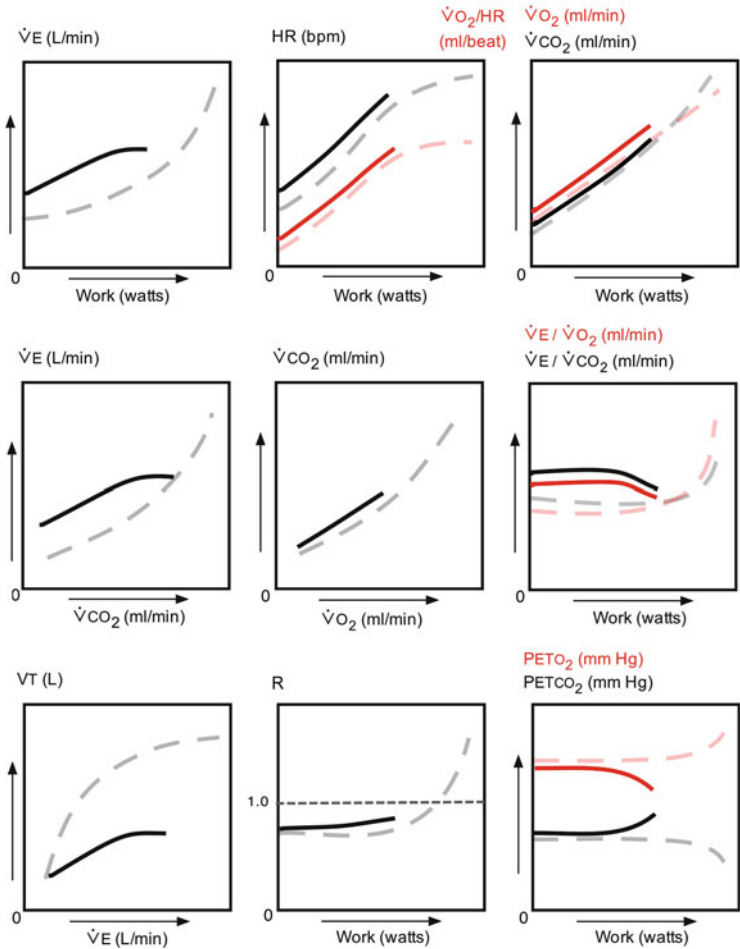 V̇E (L/min)
HR (bpm)
V̇O₂/HR
(ml/beat)
V̇O₂ (ml/min)
V̇CO₂ (ml/min)
0
Work (watts)
0
Work (watts)
0
Work (watts)
V̇E (L/min)
V̇CO₂ (ml/min)
V̇E / V̇O₂ (ml/min)
V̇E / V̇CO₂ (ml/min)
0
V̇CO₂ (ml/min)
0
V̇O₂ (ml/min)
0
Work (watts)
VT (L)
R
PETO₂ (mm Hg)
PETCO₂ (mm Hg)
1.0
0
V̇E (L/min)
0
Work (watts)
0
Work (watts)